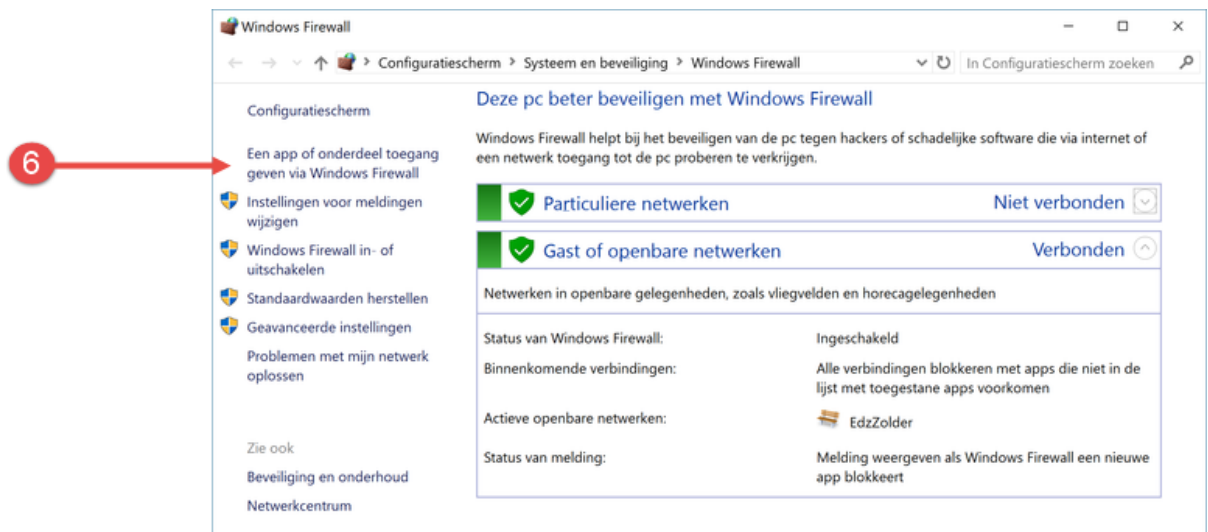 Windows Firewall
Configuratiescherm > Systeem en beveiliging > Windows Firewall
In Configuratiescherm zoeken
6
Configuratiescherm
Een app of onderdeel toegang
geven via Windows Firewall
Instellingen voor meldingen
wijzigen
Windows Firewall in- of
uitschakelen
Standaardwaarden herstellen
Geavanceerde instellingen
Problemen met mijn netwerk
oplossen
Zie ook
Beveiliging en onderhoud
Netwerkcentrum
Deze pc beter beveiligen met Windows Firewall
Windows Firewall helpt bij het beveiligen van de pc tegen hackers of schadelijke software die via internet of
een netwerk toegang tot de pc proberen te verkrijgen.
Particuliere netwerken Niet verbonden
Gast of openbare netwerken Verbonden
Netwerken in openbare gelegenheden, zoals vliegvelden en horecagelegenheden
Status van Windows Firewall: Ingeschakeld
Binnenkomende verbindingen: Alle verbindingen blokkeren met apps die niet in de
lijst met toegestane apps voorkomen
Actieve openbare netwerken: EdzZolder
Status van melding: Melding weergeven als Windows Firewall een nieuwe
app blokkeert